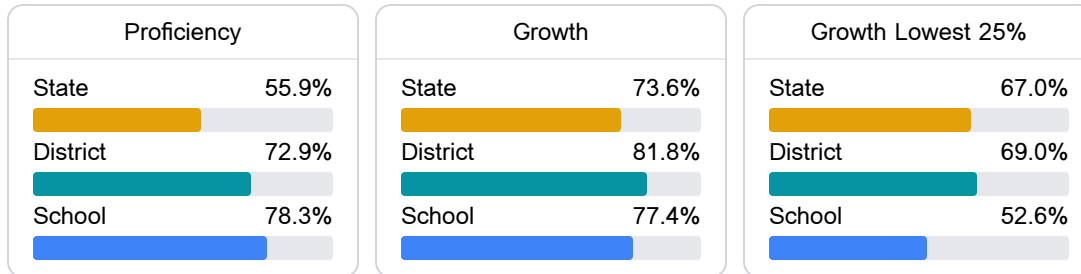 Proficiency
State 55.9%
District 72.9%
School 78.3%
Growth
State 73.6%
District 81.8%
School 77.4%
Growth Lowest 25%
State 67.0%
District 69.0%
School 52.6%